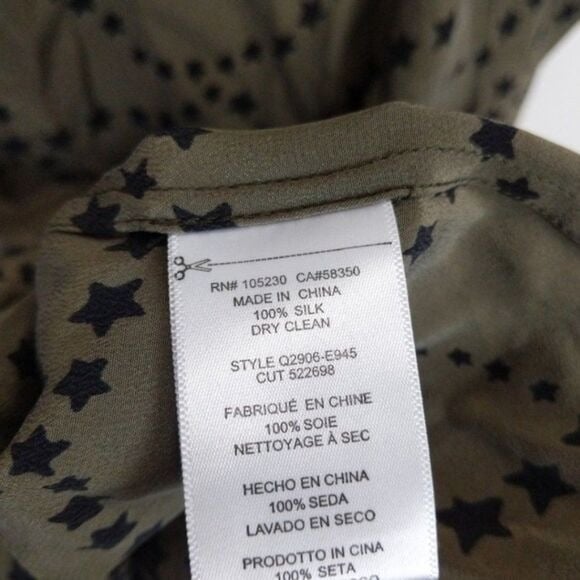 RN# 105230 CA#58350
MADE IN CHINA
100% SILK
DRY CLEAN
STYLE Q2906-E945
CUT 522698
FABRIQUÉ EN CHINE
100% SOIE
NETTOYAGE À SEC
HECHO EN CHINA
100% SEDA
LAVADO EN SECO
PRODOTTO IN CINA
100% SETA